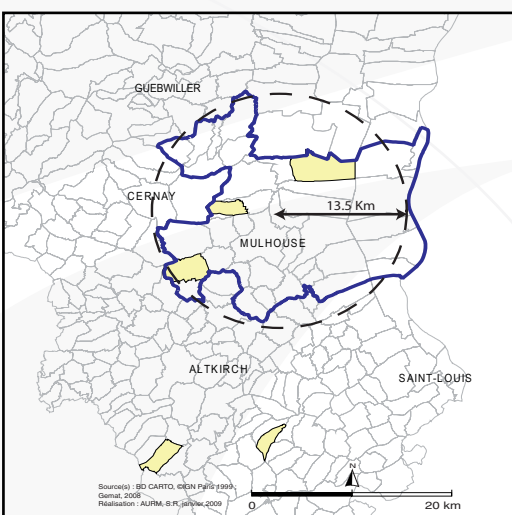 GUEBWILLER
CERNAY
13.5 Km
MULHOUSE
ALTKIRCH
SAINT-LOUIS
Source(s) : BD CARTO, ©IGN Paris 1999 ;
Gemat, 2008
Réalisation : AURM, S.R. janvier 2009
N
0 20 km